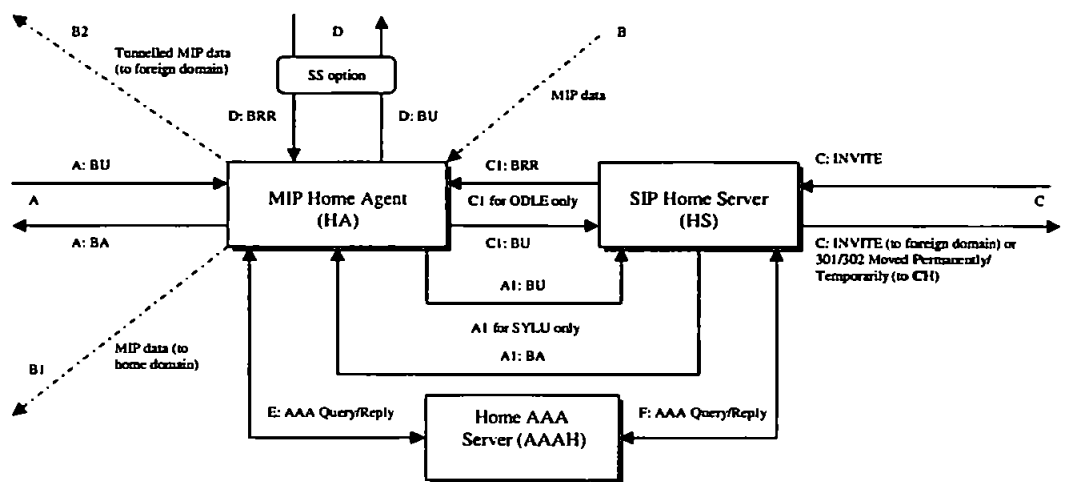 B2
Tunnelled MIP data
(to foreign domain)
D
SS option
B
MIP data
D: BRR
D: BU
A: BU
A
A: BA
MIP Home Agent
(HA)
C1: BRR
C1 for ODLE only
C1: BU
SIP Home Server
(HS)
C: INVITE
C
C: INVITE (to foreign domain) or
301/302 Moved Permanently/
Temporarily (to CH)
A1: BU
A1 for SYLU only
A1: BA
B1
MIP data (to
home domain)
E: AAA Query/Reply
Home AAA
Server (AAAH)
F: AAA Query/Reply